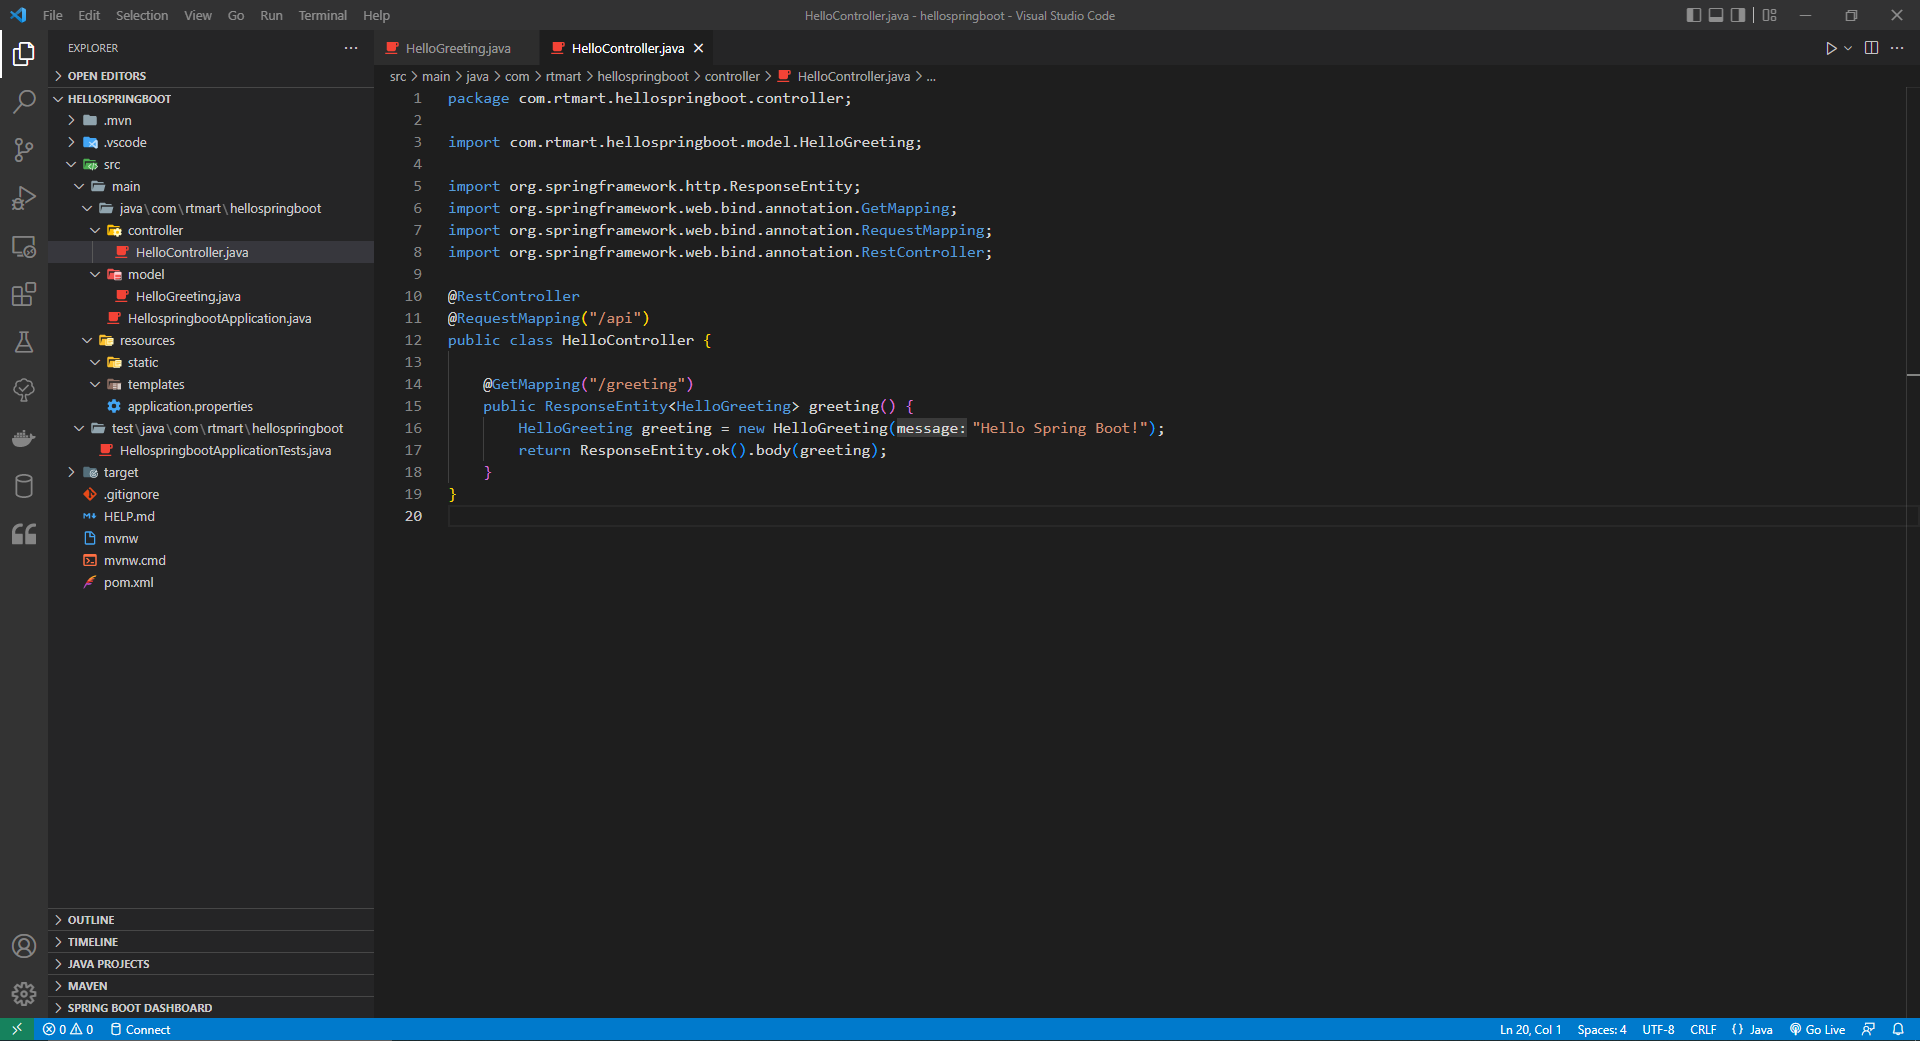 File Edit Selection View Go Run Terminal Help
HelloController.java - hellospringboot - Visual Studio Code
EXPLORER
OPEN EDITORS
HELLOSPRINGBOOT
.mvn
.vscode
src
main
java\com\rtmart\hellospringboot
controller
HelloController.java
model
HelloGreeting.java
HellospringbootApplication.java
resources
static
templates
application.properties
test\java\com\rtmart\hellospringboot
HellospringbootApplicationTests.java
target
.gitignore
HELP.md
mvnw
mvnw.cmd
pom.xml
OUTLINE
TIMELINE
JAVA PROJECTS
MAVEN
SPRING BOOT DASHBOARD
HelloGreeting.java HelloController.java
src > main > java > com > rtmart > hellospringboot > controller > HelloController.java > ...
1 package com.rtmart.hellospringboot.controller;
2
3 import com.rtmart.hellospringboot.model.HelloGreeting;
4
5 import org.springframework.http.ResponseEntity;
6 import org.springframework.web.bind.annotation.GetMapping;
7 import org.springframework.web.bind.annotation.RequestMapping;
8 import org.springframework.web.bind.annotation.RestController;
9
10 @RestController
11 @RequestMapping("/api")
12 public class HelloController {
13
14     @GetMapping("/greeting")
15     public ResponseEntity<HelloGreeting> greeting() {
16         HelloGreeting greeting = new HelloGreeting(message: "Hello Spring Boot!");
17         return ResponseEntity.ok().body(greeting);
18     }
19 }
20
0 0 Connect
Ln 20, Col 1 Spaces: 4 UTF-8 CRLF {} Java Go Live